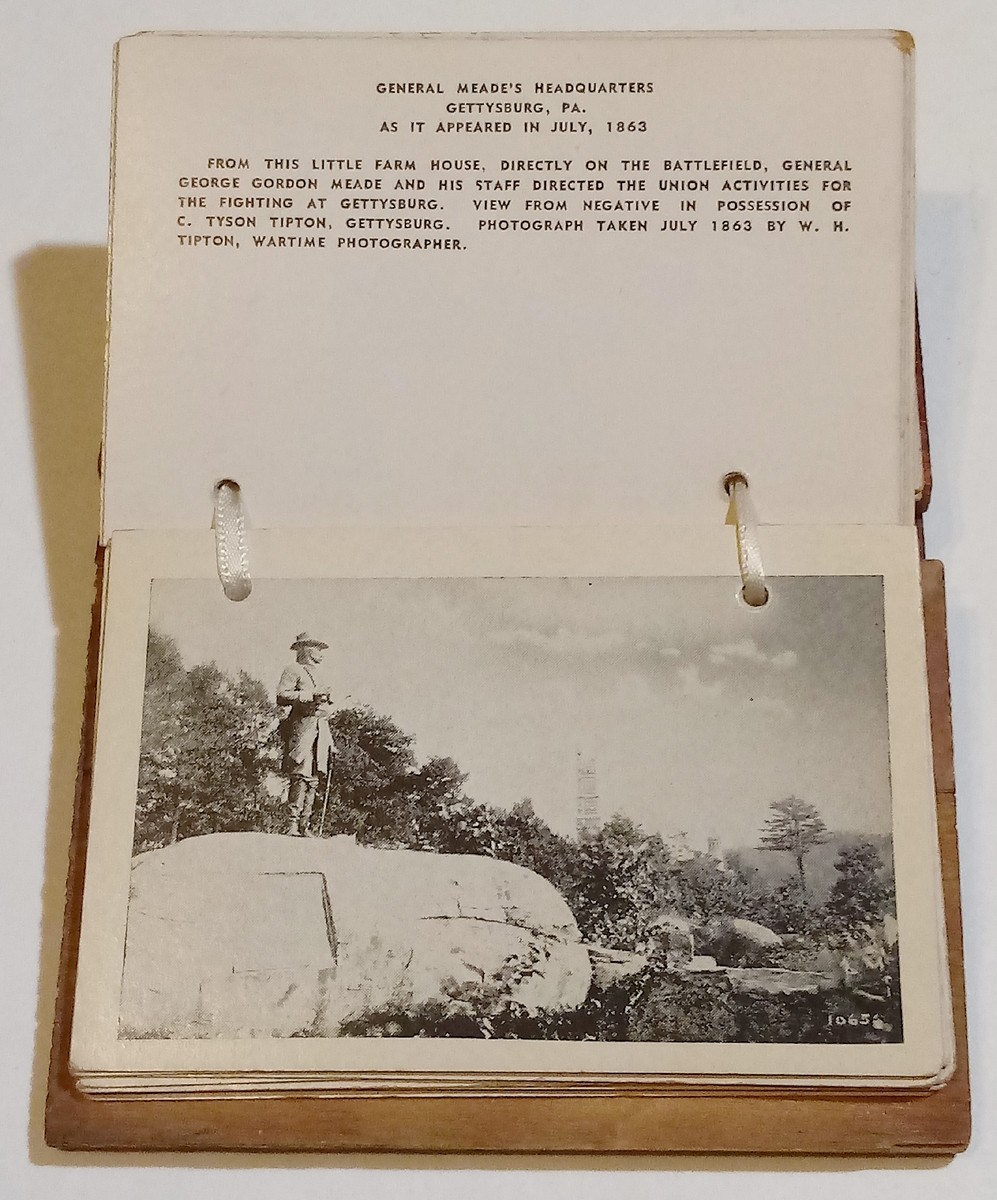 GENERAL MEADE'S HEADQUARTERS
GETTYSBURG, PA.
AS IT APPEARED IN JULY, 1863
FROM THIS LITTLE FARM HOUSE, DIRECTLY ON THE BATTLEFIELD, GENERAL
GEORGE GORDON MEADE AND HIS STAFF DIRECTED THE UNION ACTIVITIES FOR
THE FIGHTING AT GETTYSBURG. VIEW FROM NEGATIVE IN POSSESSION OF
C. TYSON TIPTON, GETTYSBURG. PHOTOGRAPH TAKEN JULY 1863 BY W. H.
TIPTON, WARTIME PHOTOGRAPHER.